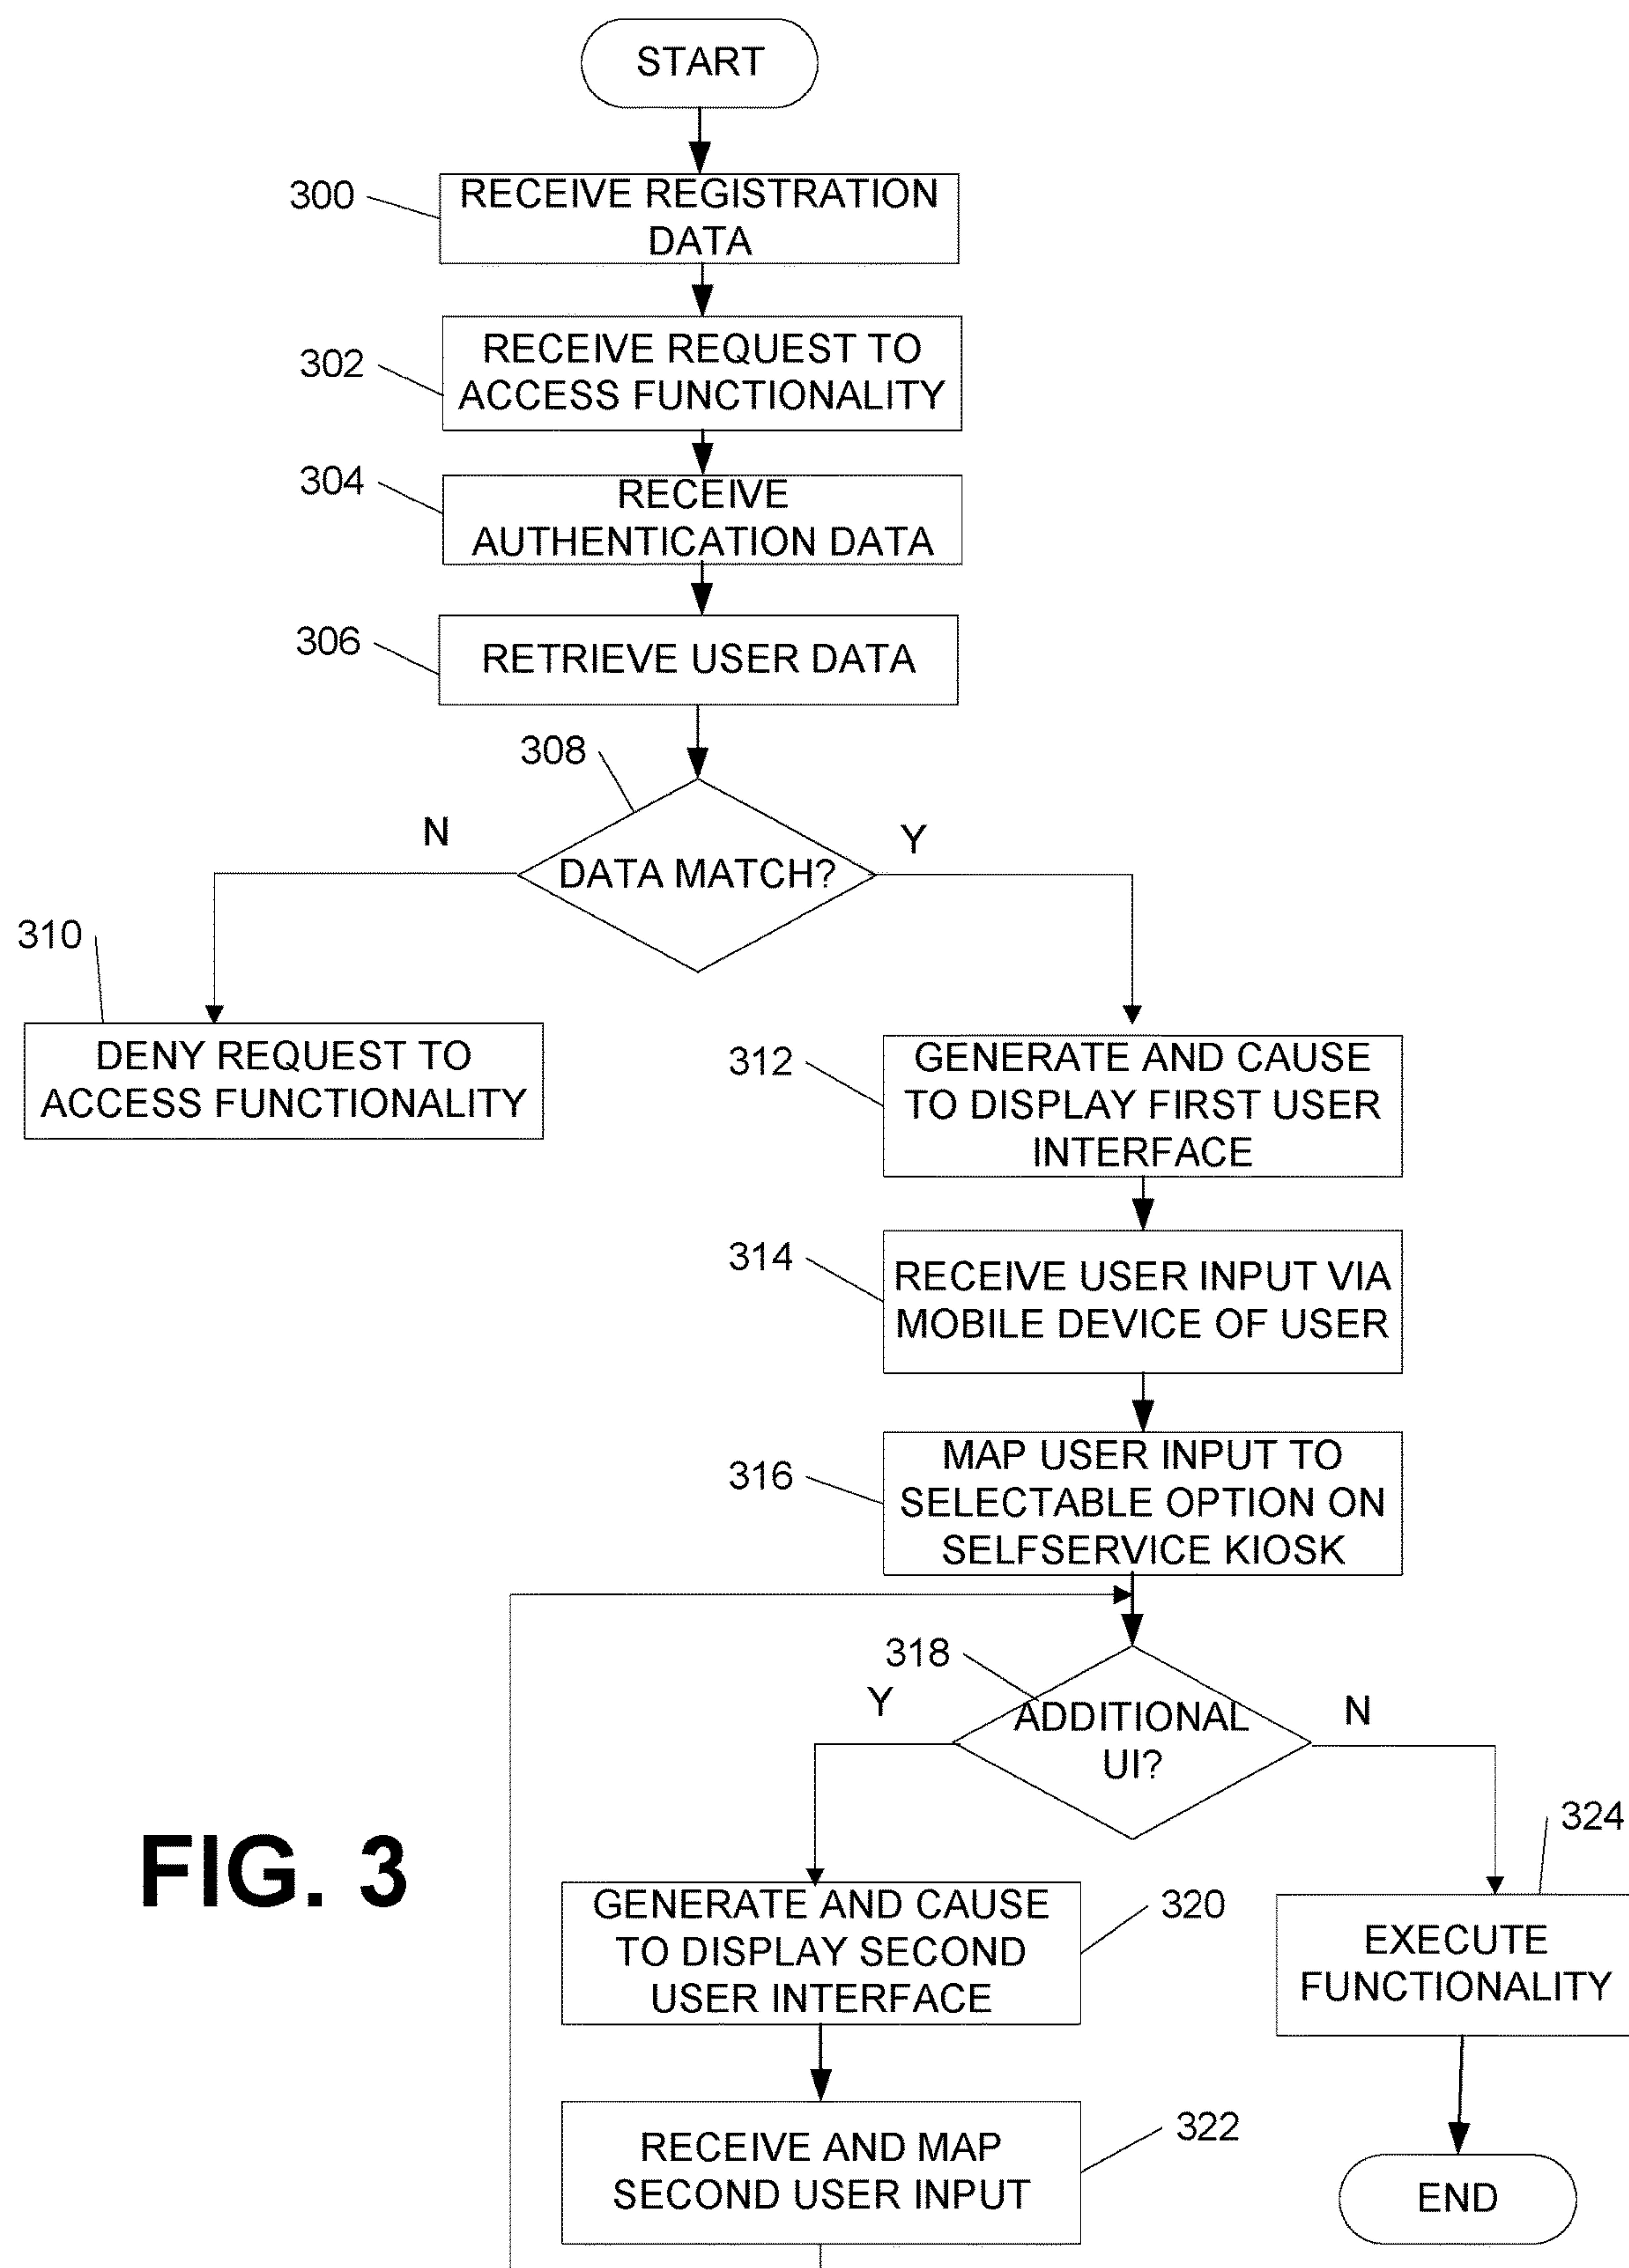 START
300
RECEIVE REGISTRATION
DATA
302
RECEIVE REQUEST TO
ACCESS FUNCTIONALITY
304
RECEIVE
AUTHENTICATION DATA
306
RETRIEVE USER DATA
308
N
Y
DATA MATCH?
310
DENY REQUEST TO
ACCESS FUNCTIONALITY
312
GENERATE AND CAUSE
TO DISPLAY FIRST USER
INTERFACE
314
RECEIVE USER INPUT VIA
MOBILE DEVICE OF USER
316
MAP USER INPUT TO
SELECTABLE OPTION ON
SELFSERVICE KIOSK
318
Y
N
ADDITIONAL
UI?
324
FIG. 3
320
GENERATE AND CAUSE
TO DISPLAY SECOND
USER INTERFACE
EXECUTE
FUNCTIONALITY
322
RECEIVE AND MAP
SECOND USER INPUT
END